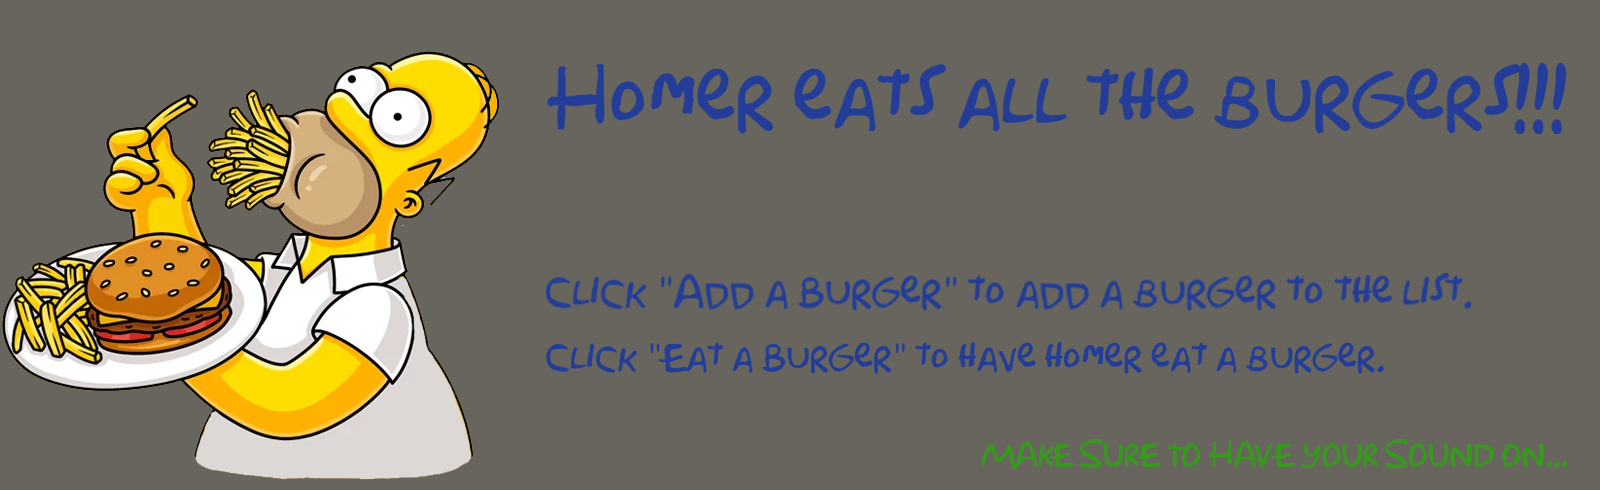 Homer eats all the burgers!!!
Click "Add a burger" to add a burger to the list.
Click "Eat a burger" to have Homer eat a burger.
Make Sure to Have your Sound on...